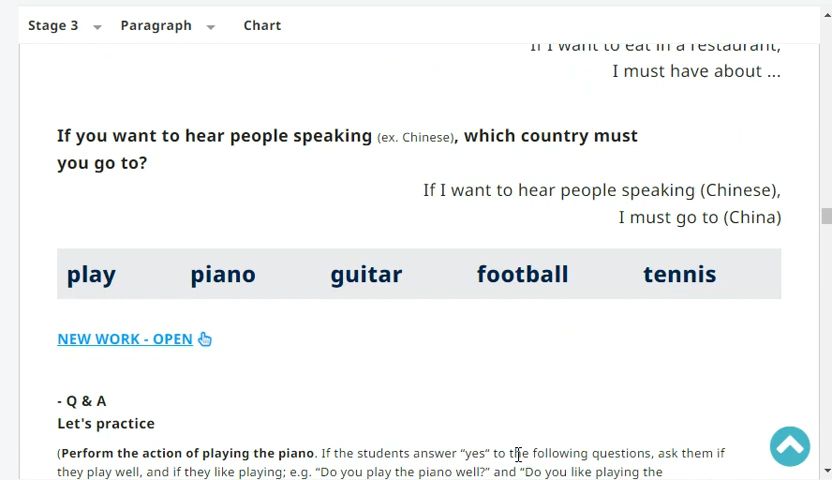 Stage 3 Paragraph Chart
If I want to eat in a restaurant,
I must have about ...
If you want to hear people speaking (ex. Chinese), which country must
you go to?
If I want to hear people speaking (Chinese),
I must go to (China)
play piano guitar football tennis
NEW WORK - OPEN
- Q & A
Let's practice
(Perform the action of playing the piano. If the students answer “yes” to the following questions, ask them if
they play well, and if they like playing; e.g. “Do you play the piano well?” and “Do you like playing the